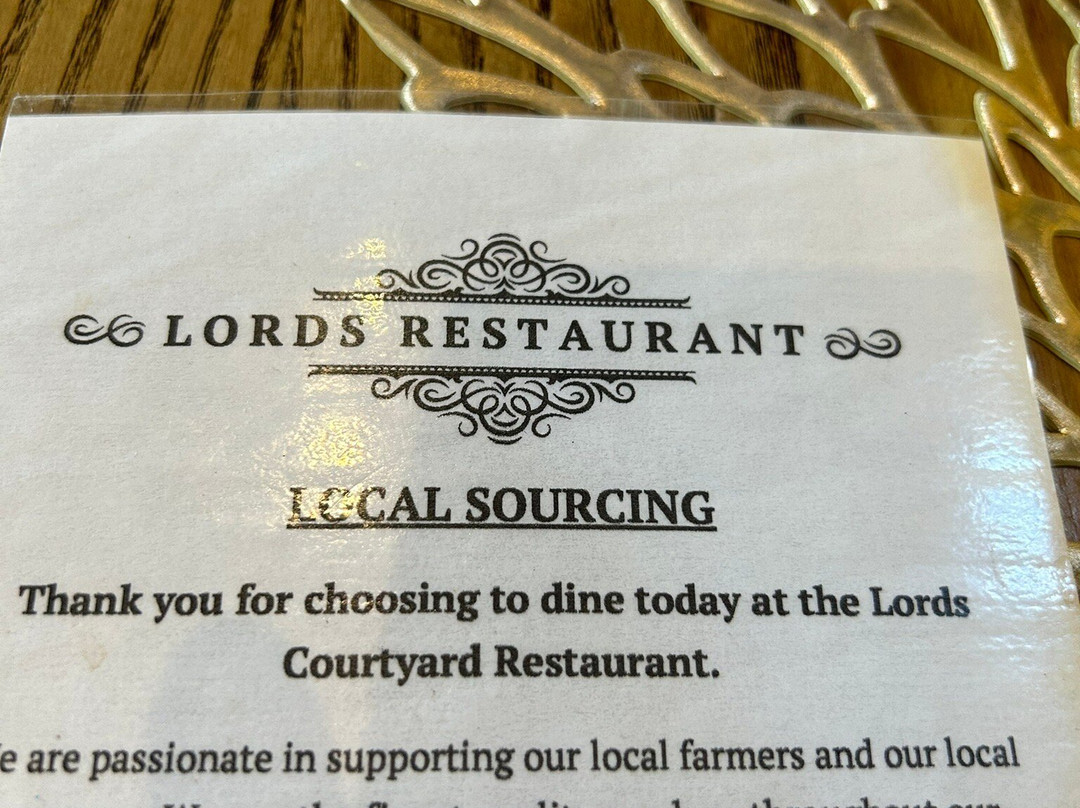 LORDS RESTAURANT
LOCAL SOURCING
Thank you for choosing to dine today at the Lords
Courtyard Restaurant.
are passionate in supporting our local farmers and our local